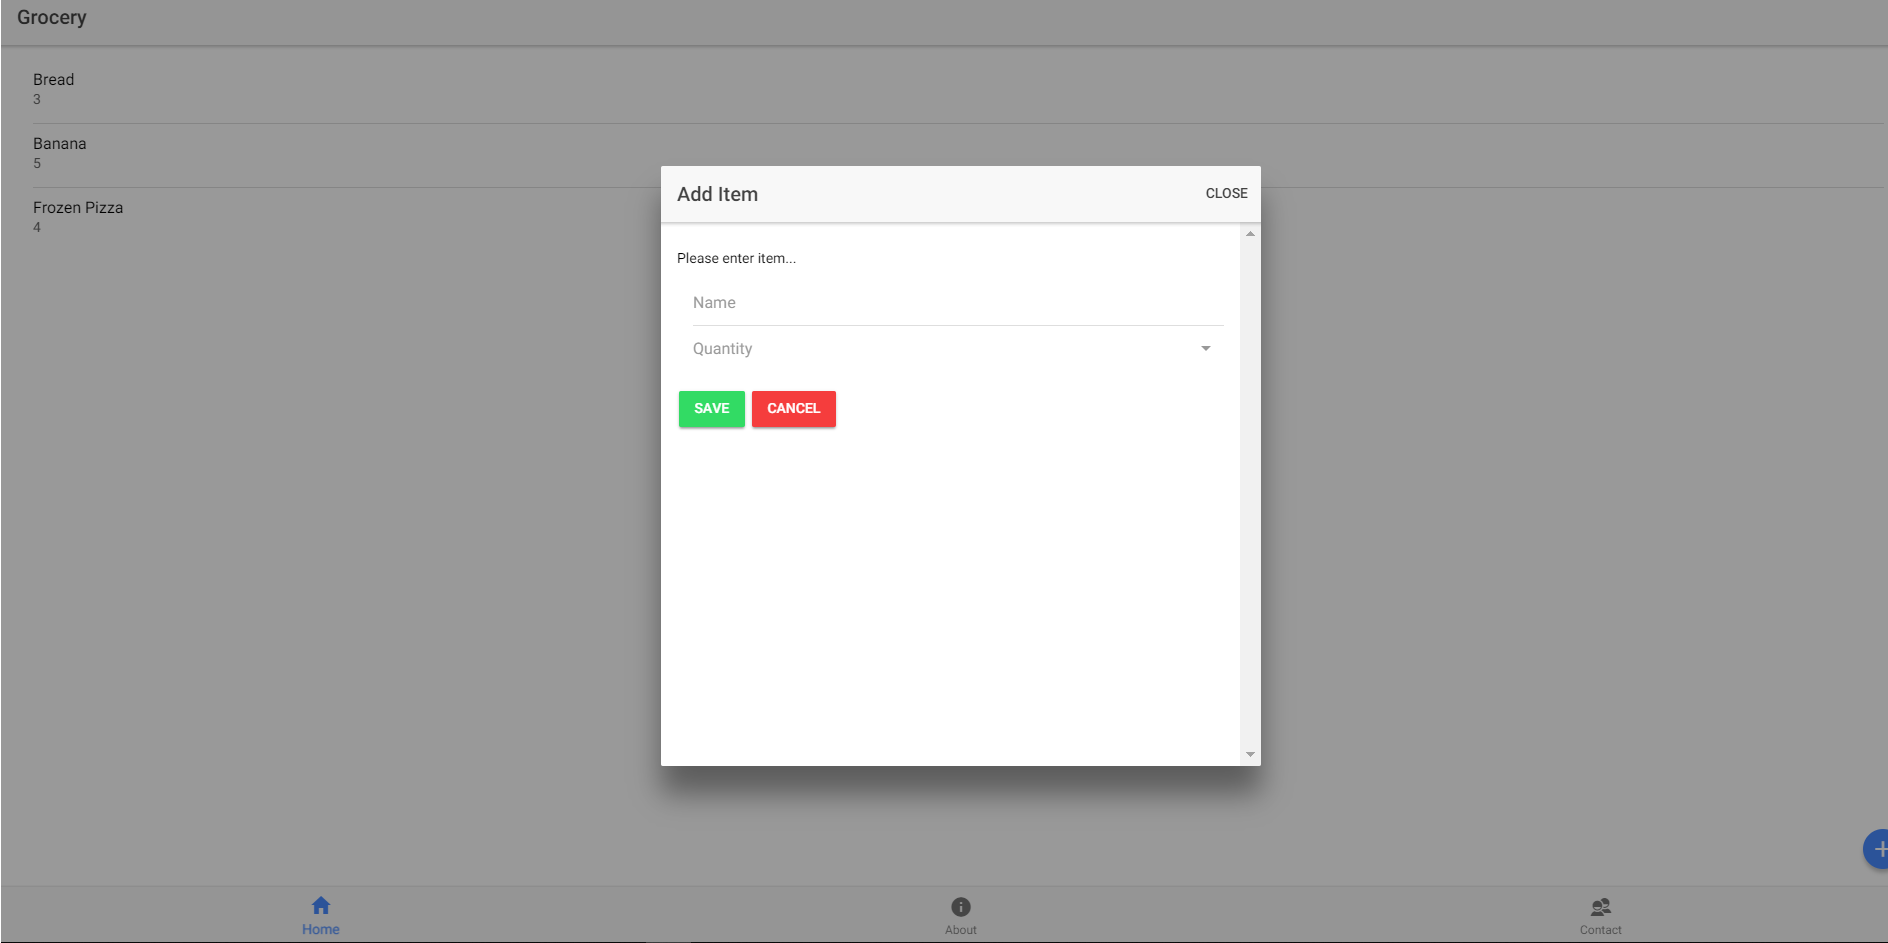 Grocery
Bread
3
Banana
5
Frozen Pizza
4
Add Item
CLOSE
Please enter item...
Name
Quantity
SAVE CANCEL
Home About Contact